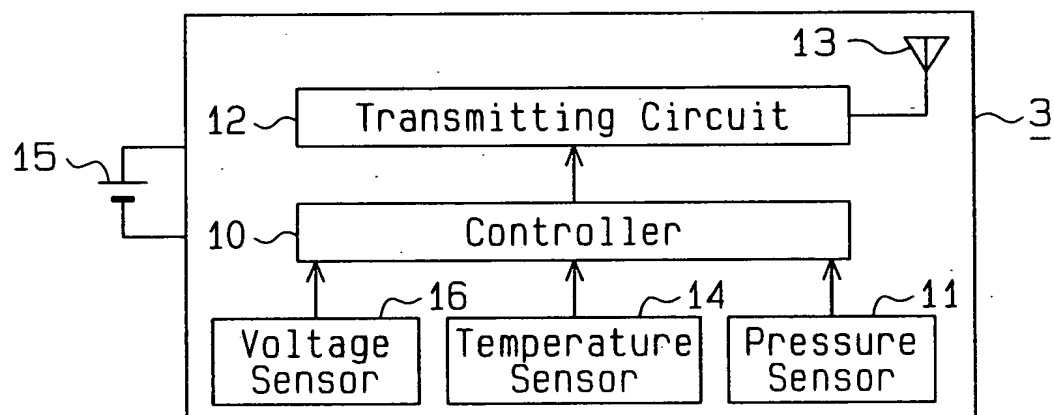 13
12
Transmitting Circuit
3
15
10
Controller
16
14
11
Voltage
Sensor
Temperature
Sensor
Pressure
Sensor